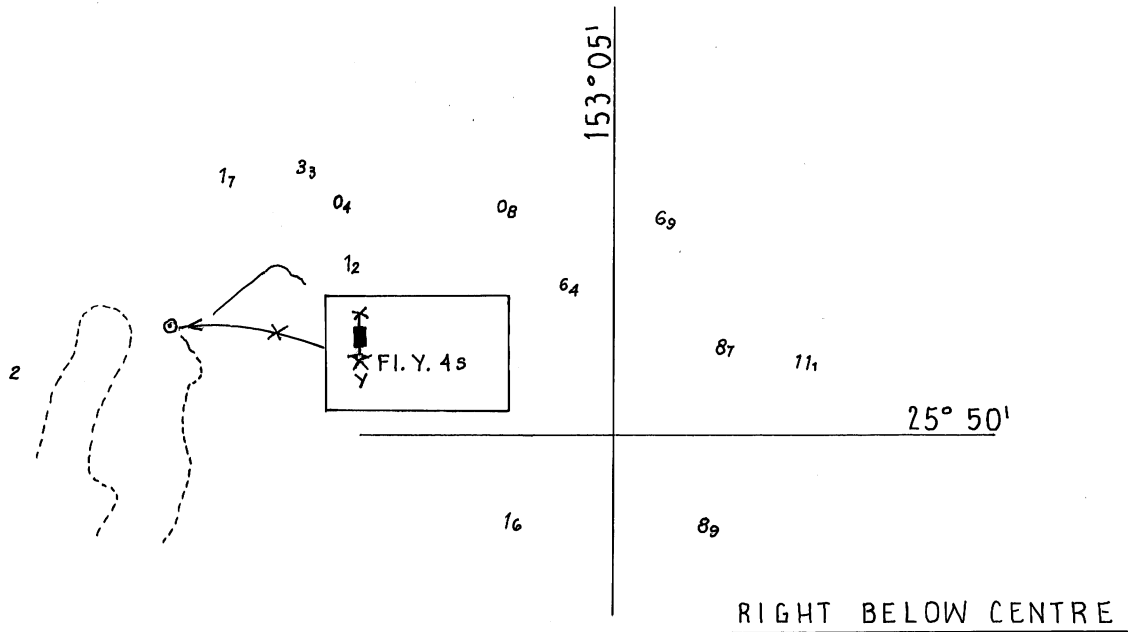 153°05'
1₇ 3₃
0₄ 0₈ 6₉
1₂
6₄
Fl. Y. 4s
Y
8₇ 11₁
2
25° 50'
1₆ 8₉
RIGHT BELOW CENTRE